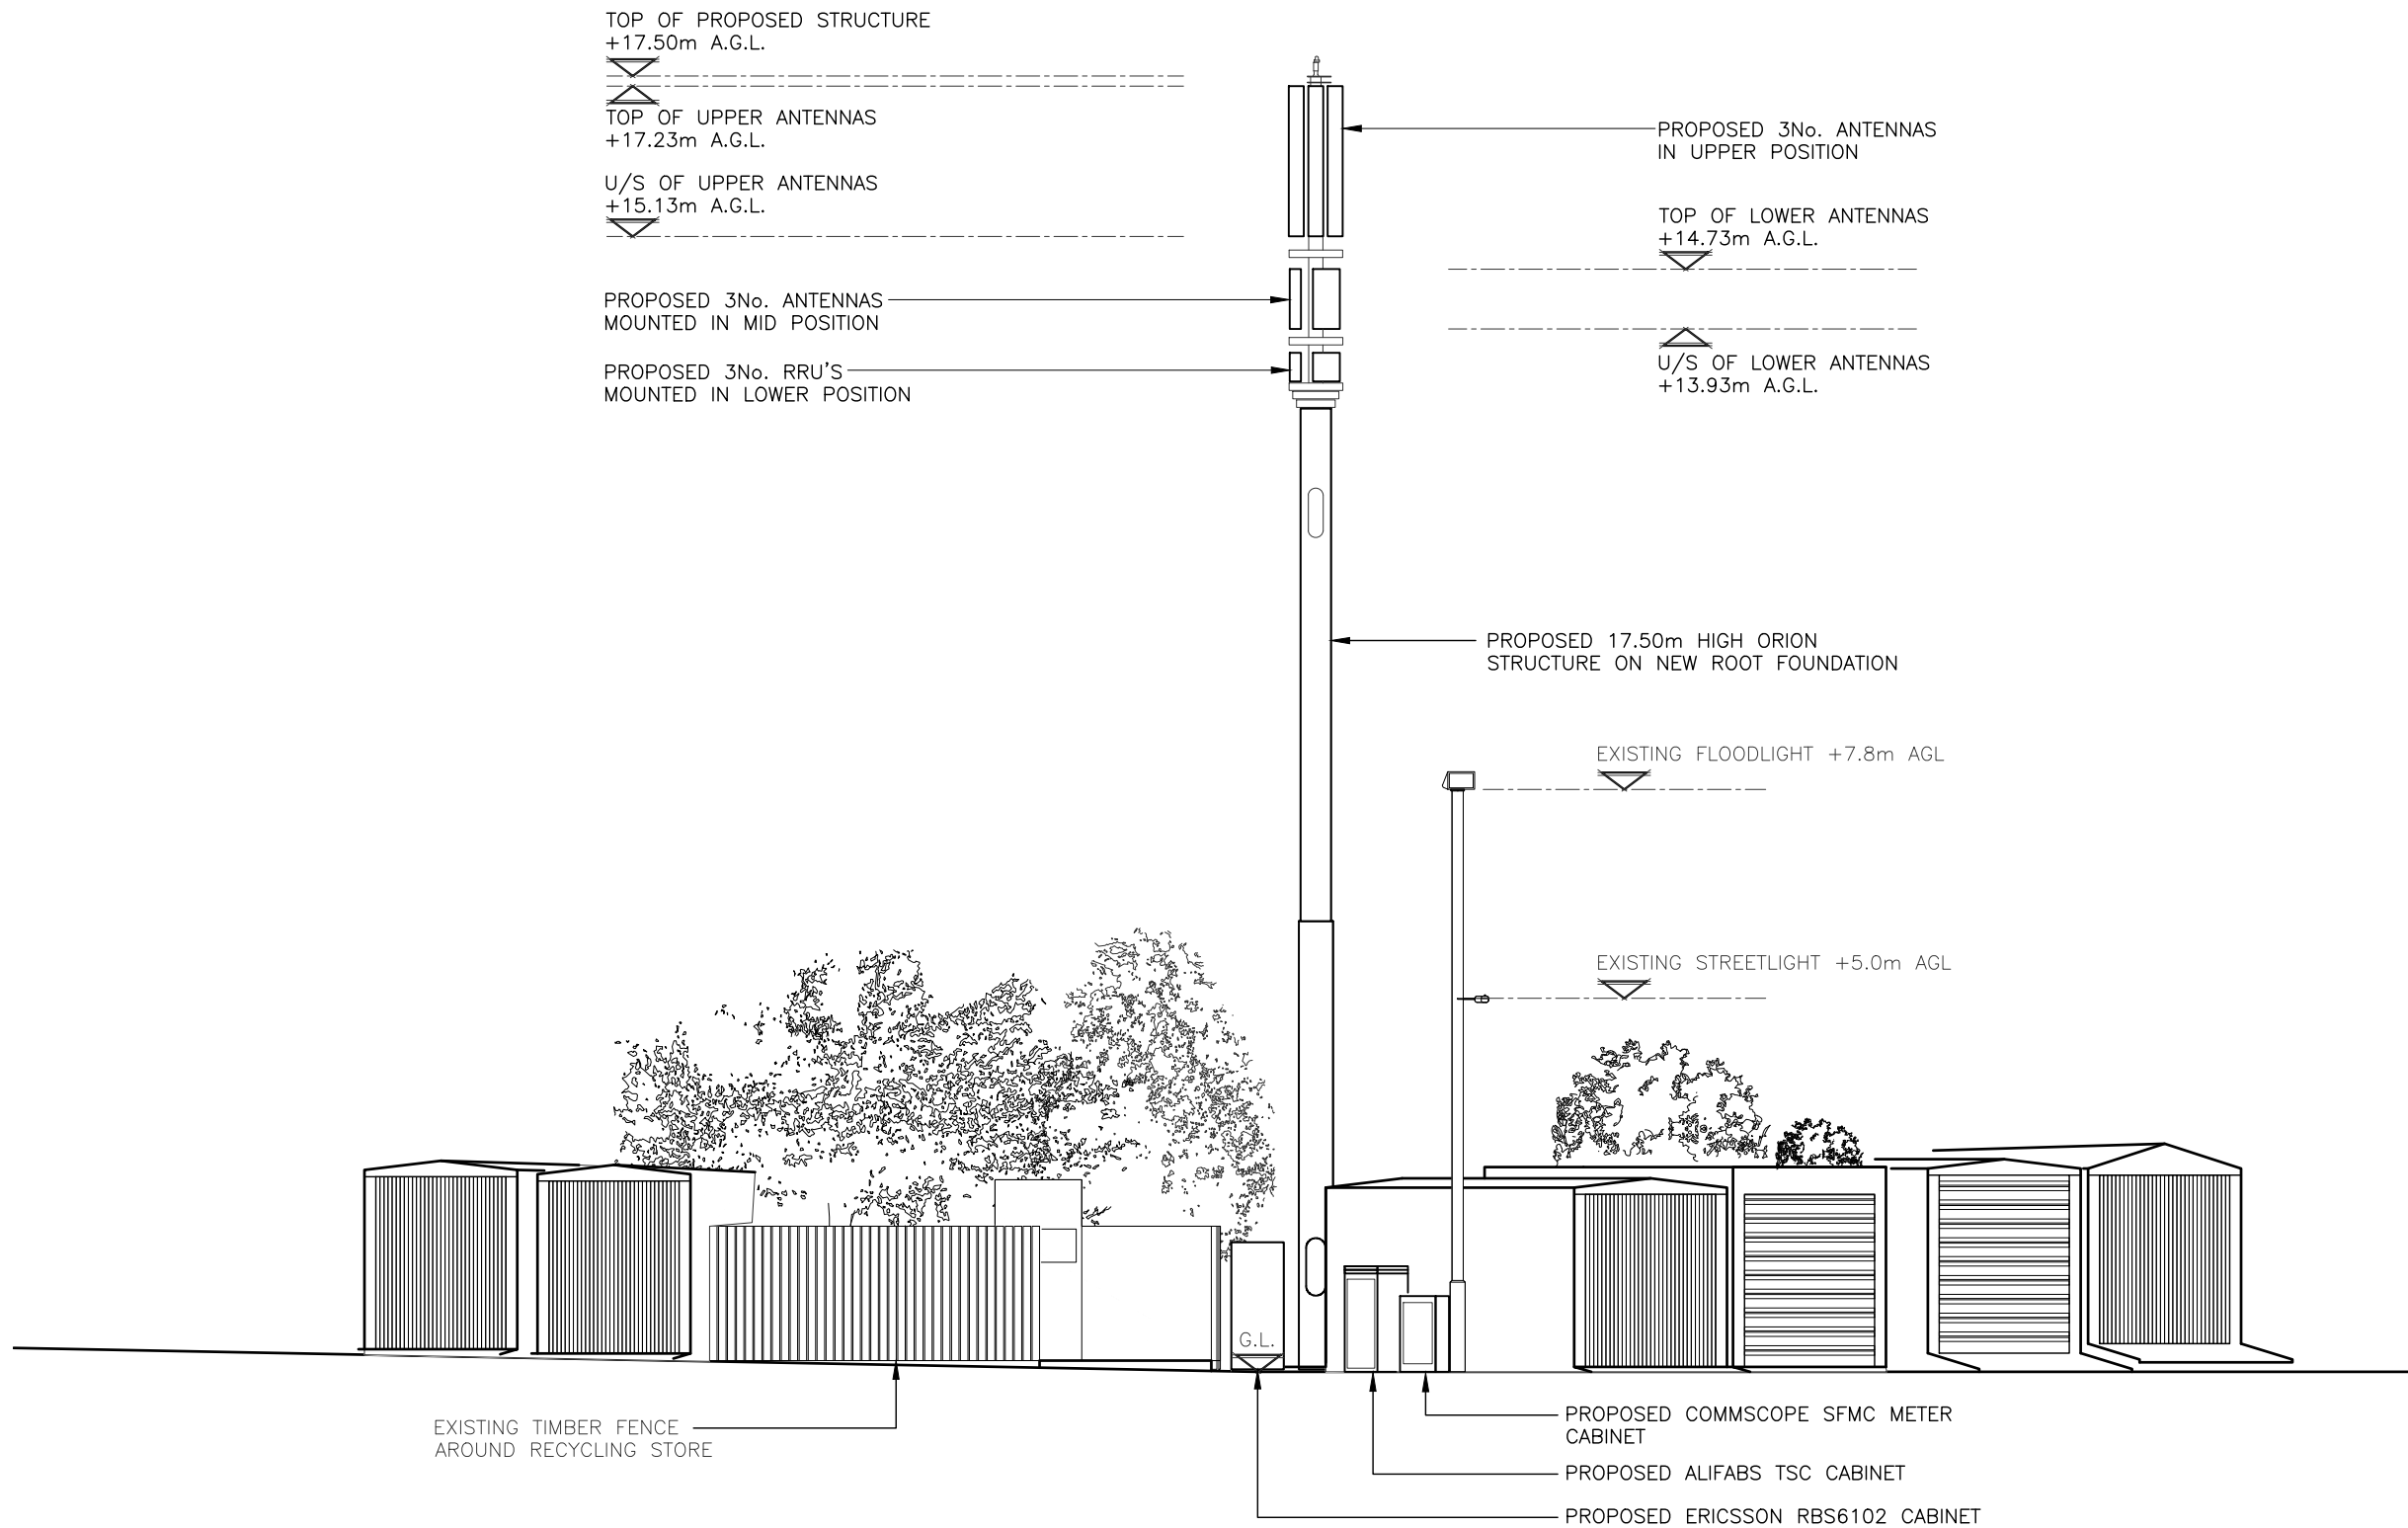 TOP OF PROPOSED STRUCTURE
+17.50m A.G.L.
TOP OF UPPER ANTENNAS
+17.23m A.G.L.
U/S OF UPPER ANTENNAS
+15.13m A.G.L.
PROPOSED 3No. ANTENNAS
IN UPPER POSITION
TOP OF LOWER ANTENNAS
+14.73m A.G.L.
PROPOSED 3No. ANTENNAS
MOUNTED IN MID POSITION
U/S OF LOWER ANTENNAS
+13.93m A.G.L.
PROPOSED 3No. RRU'S
MOUNTED IN LOWER POSITION
PROPOSED 17.50m HIGH ORION
STRUCTURE ON NEW ROOT FOUNDATION
EXISTING FLOODLIGHT +7.8m AGL
EXISTING STREETLIGHT +5.0m AGL
G.L.
EXISTING TIMBER FENCE
AROUND RECYCLING STORE
PROPOSED COMMSCOPE SFMC METER
CABINET
PROPOSED ALIFABS TSC CABINET
PROPOSED ERICSSON RBS6102 CABINET